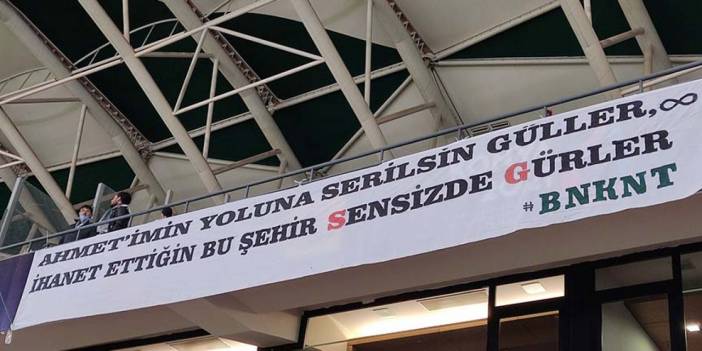 AHMET'İMİN YOLUNA SERİLSİN GÜLLER, ∞
İHANET ETTİĞİN BU ŞEHİR SENSİZDE GÜRLER
#BNKNT